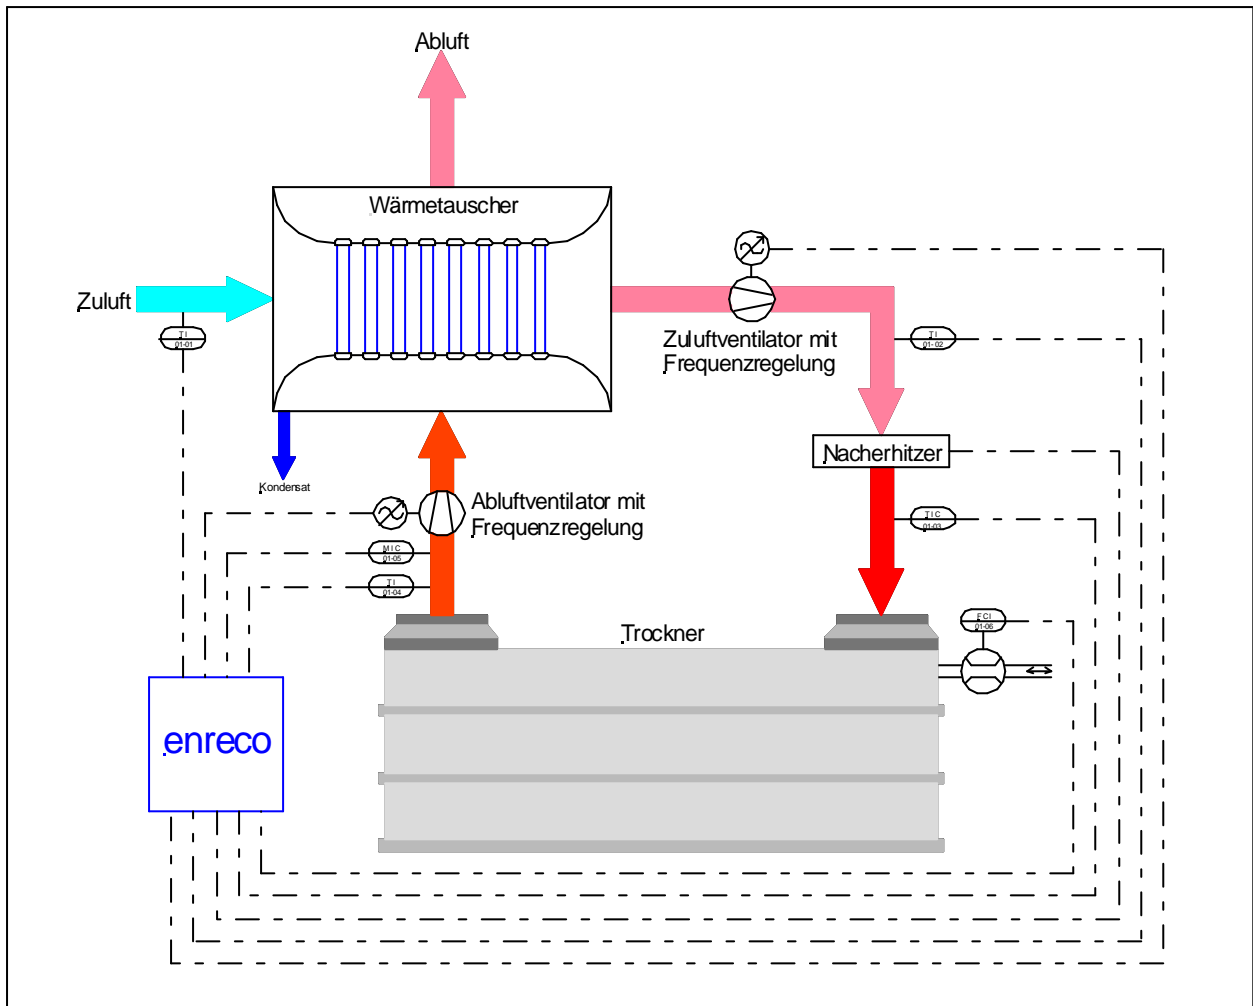 Abluft
Wärmetauscher
Zuluft
TI
01-01
Zuluftventilator mit
Frequenzregelung
TI
01-02
Nacherhitzer
Kondensat
Abluftventilator mit
Frequenzregelung
TIC
01-03
MIC
01-05
TI
01-04
Trockner
FCI
01-06
enreco